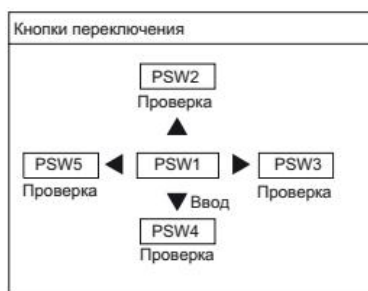 Кнопки переключения
PSW2
Проверка
PSW5 PSW1 PSW3
Проверка Проверка
Ввод
PSW4
Проверка